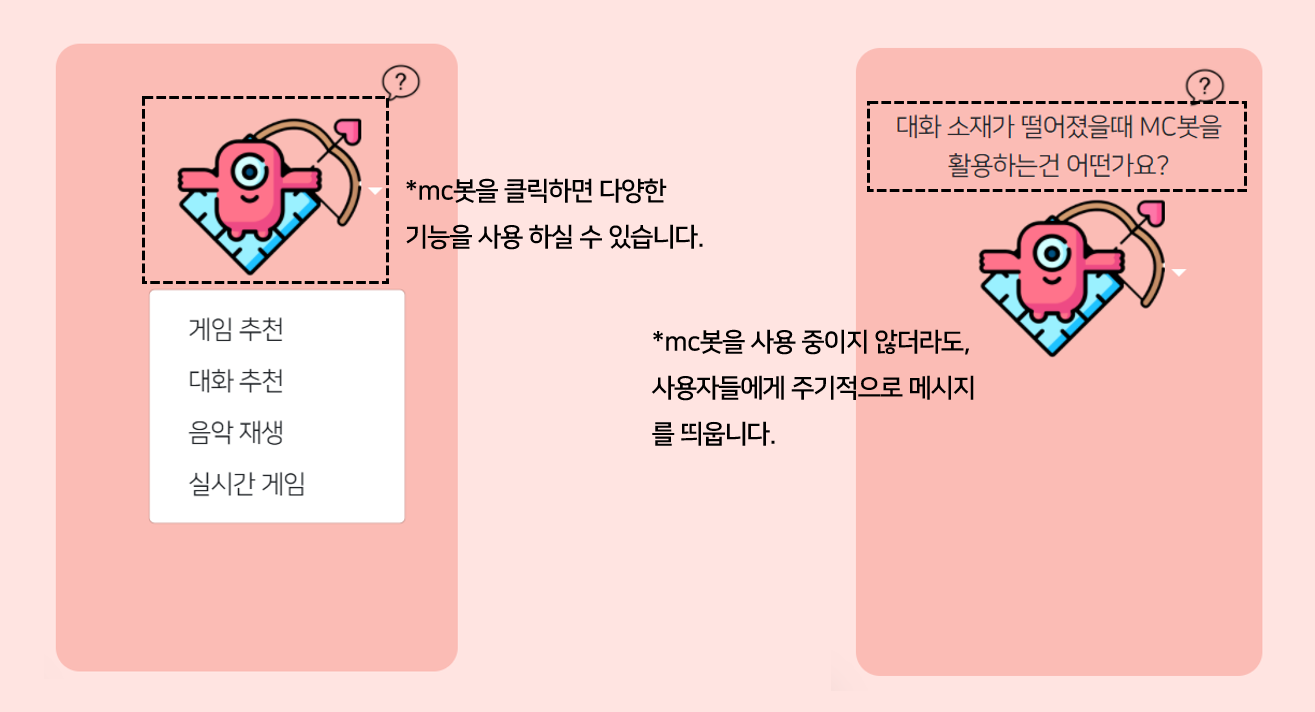 ?
*mc봇을 클릭하면 다양한
기능을 사용 하실 수 있습니다.
게임 추천
대화 추천
음악 재생
실시간 게임
?
대화 소재가 떨어졌을때 MC봇을
활용하는건 어떤가요?
*mc봇을 사용 중이지 않더라도,
사용자들에게 주기적으로 메시지
를 띄웁니다.